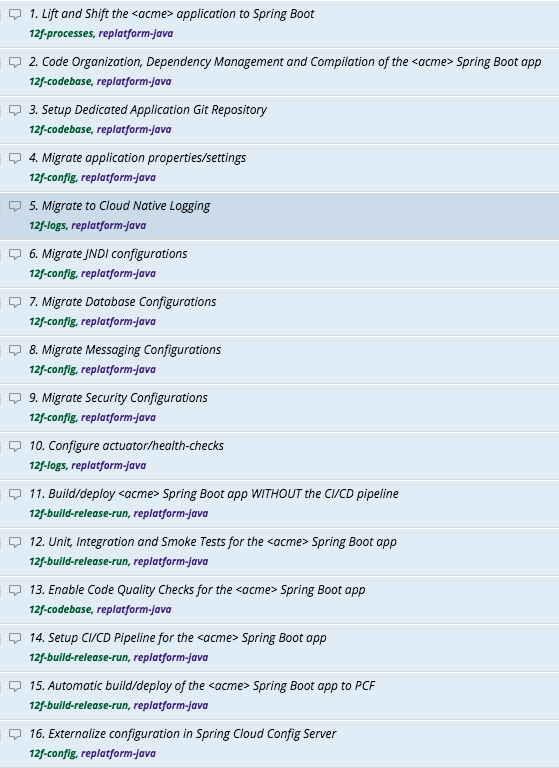 1. Lift and Shift the <acme> application to Spring Boot
12f-processes, replatform-java
2. Code Organization, Dependency Management and Compilation of the <acme> Spring Boot app
12f-codebase, replatform-java
3. Setup Dedicated Application Git Repository
12f-codebase, replatform-java
4. Migrate application properties/settings
12f-config, replatform-java
5. Migrate to Cloud Native Logging
12f-logs, replatform-java
6. Migrate JNDI configurations
12f-config, replatform-java
7. Migrate Database Configurations
12f-config, replatform-java
8. Migrate Messaging Configurations
12f-config, replatform-java
9. Migrate Security Configurations
12f-config, replatform-java
10. Configure actuator/health-checks
12f-logs, replatform-java
11. Build/deploy <acme> Spring Boot app WITHOUT the CI/CD pipeline
12f-build-release-run, replatform-java
12. Unit, Integration and Smoke Tests for the <acme> Spring Boot app
12f-build-release-run, replatform-java
13. Enable Code Quality Checks for the <acme> Spring Boot app
12f-codebase, replatform-java
14. Setup CI/CD Pipeline for the <acme> Spring Boot app
12f-build-release-run, replatform-java
15. Automatic build/deploy of the <acme> Spring Boot app to PCF
12f-build-release-run, replatform-java
16. Externalize configuration in Spring Cloud Config Server
12f-config, replatform-java